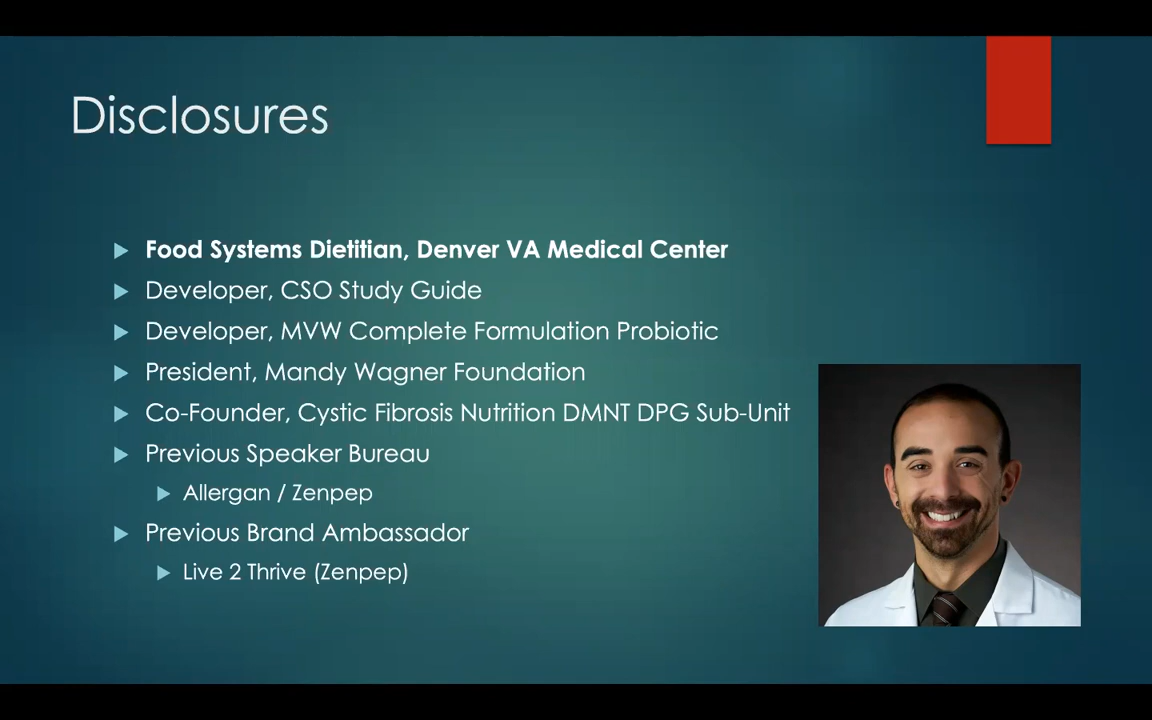 Disclosures
Food Systems Dietitian, Denver VA Medical Center
Developer, CSO Study Guide
Developer, MVW Complete Formulation Probiotic
President, Mandy Wagner Foundation
Co-Founder, Cystic Fibrosis Nutrition DMNT DPG Sub-Unit
Previous Speaker Bureau
Allergan / Zenpep
Previous Brand Ambassador
Live 2 Thrive (Zenpep)